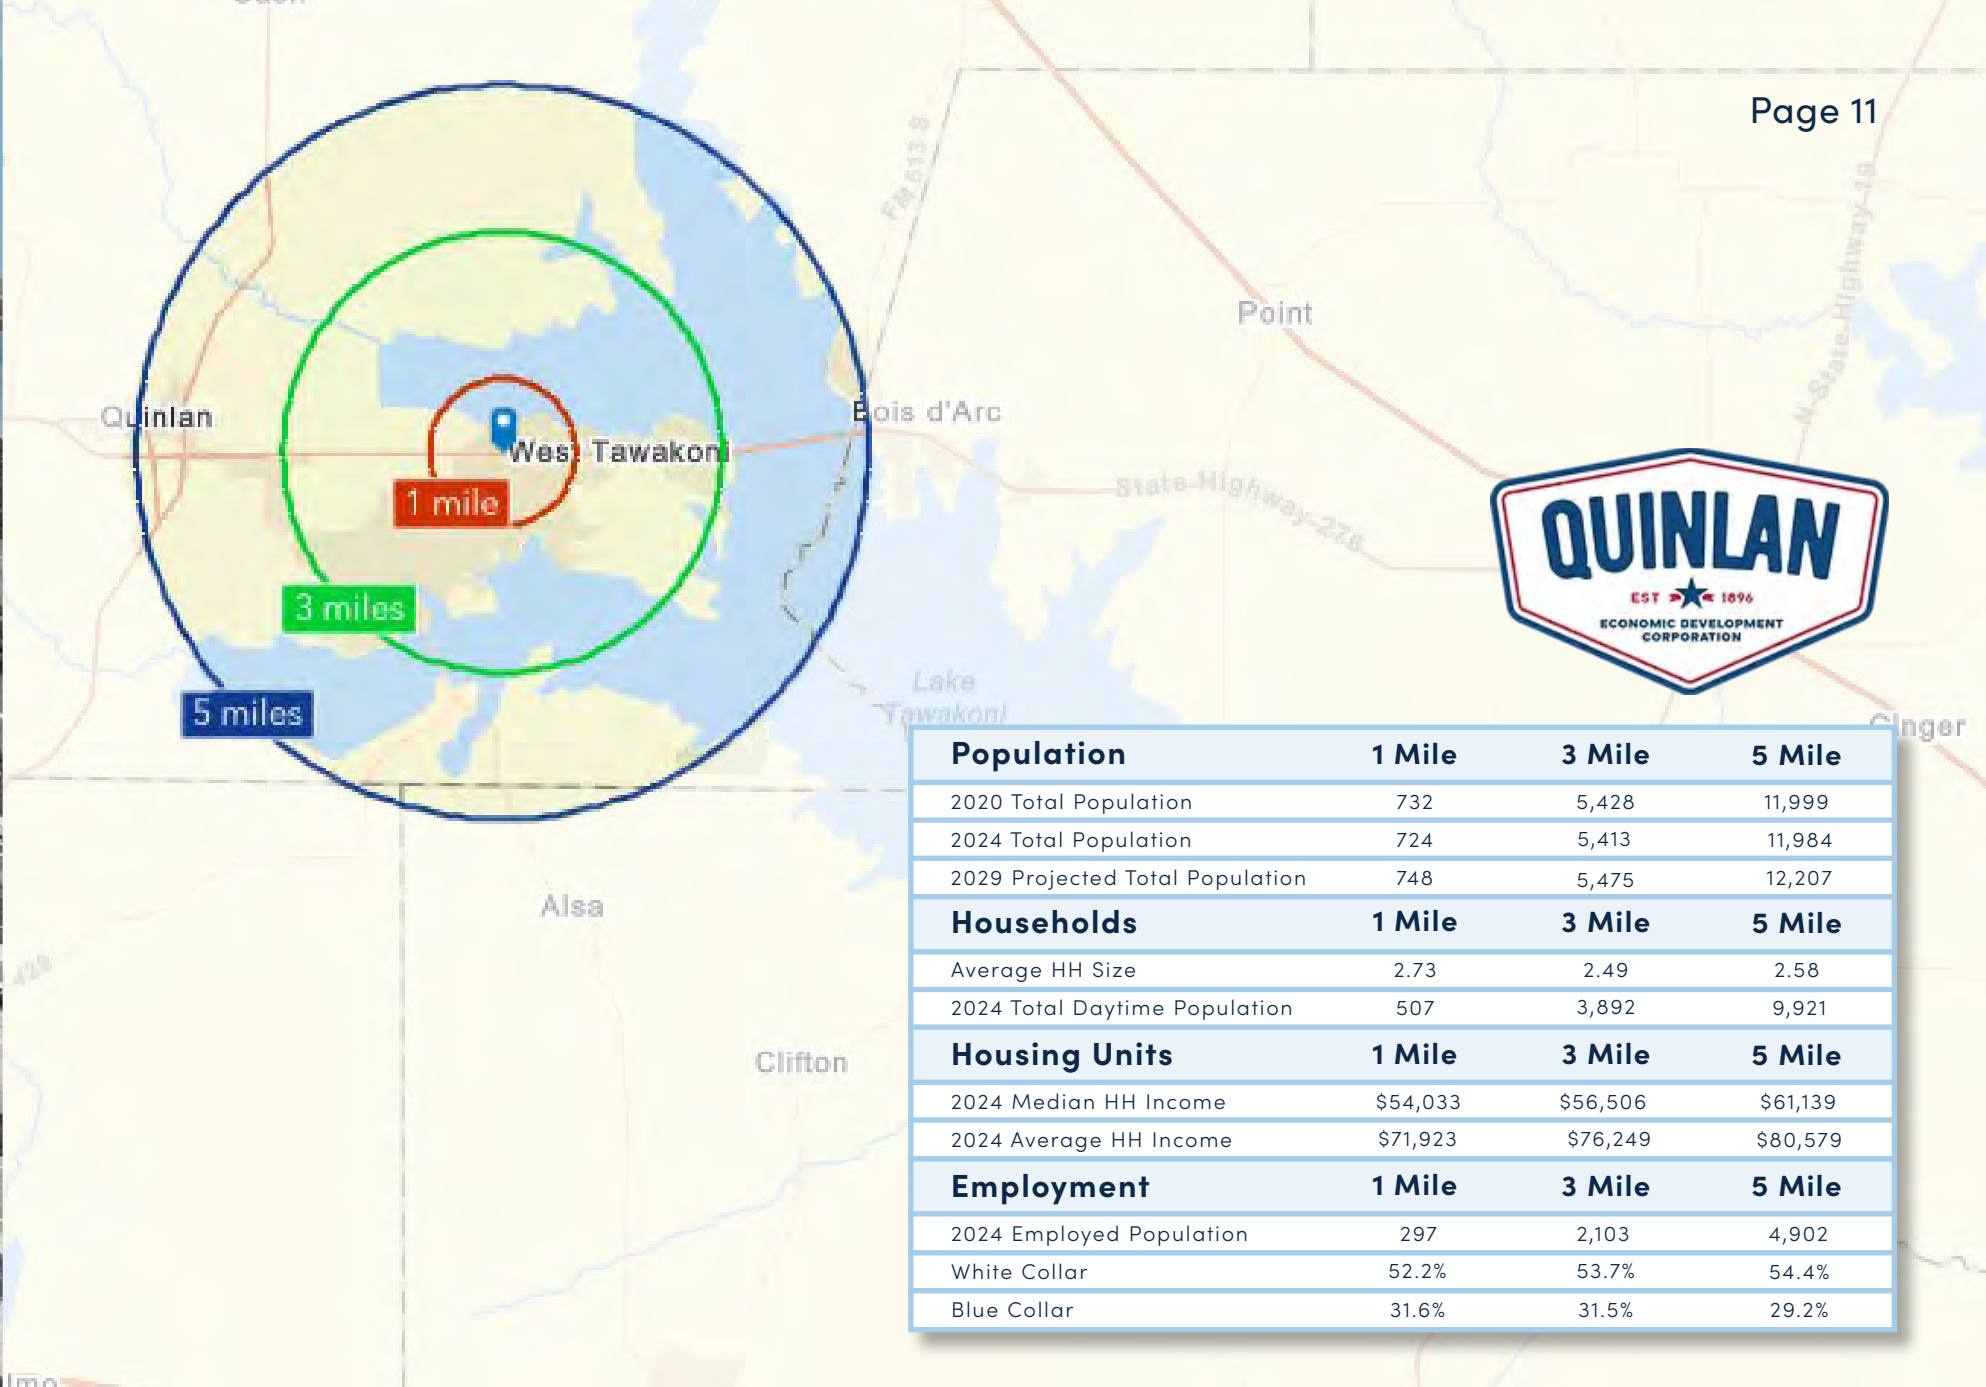 Page 11
FM 513 S
Point
N-State-Highway-19
Quinlan
Bois d'Arc
West Tawakoni
State-Highway-276
1 mile
3 miles
5 miles
QUINLAN
EST 1896
ECONOMIC DEVELOPMENT
CORPORATION
Lake
Tawakoni
Ginger
Alsa
429
Clifton
Population 1 Mile 3 Mile 5 Mile
2020 Total Population 732 5,428 11,999
2024 Total Population 724 5,413 11,984
2029 Projected Total Population 748 5,475 12,207
Households 1 Mile 3 Mile 5 Mile
Average HH Size 2.73 2.49 2.58
2024 Total Daytime Population 507 3,892 9,921
Housing Units 1 Mile 3 Mile 5 Mile
2024 Median HH Income $54,033 $56,506 $61,139
2024 Average HH Income $71,923 $76,249 $80,579
Employment 1 Mile 3 Mile 5 Mile
2024 Employed Population 297 2,103 4,902
White Collar 52.2% 53.7% 54.4%
Blue Collar 31.6% 31.5% 29.2%